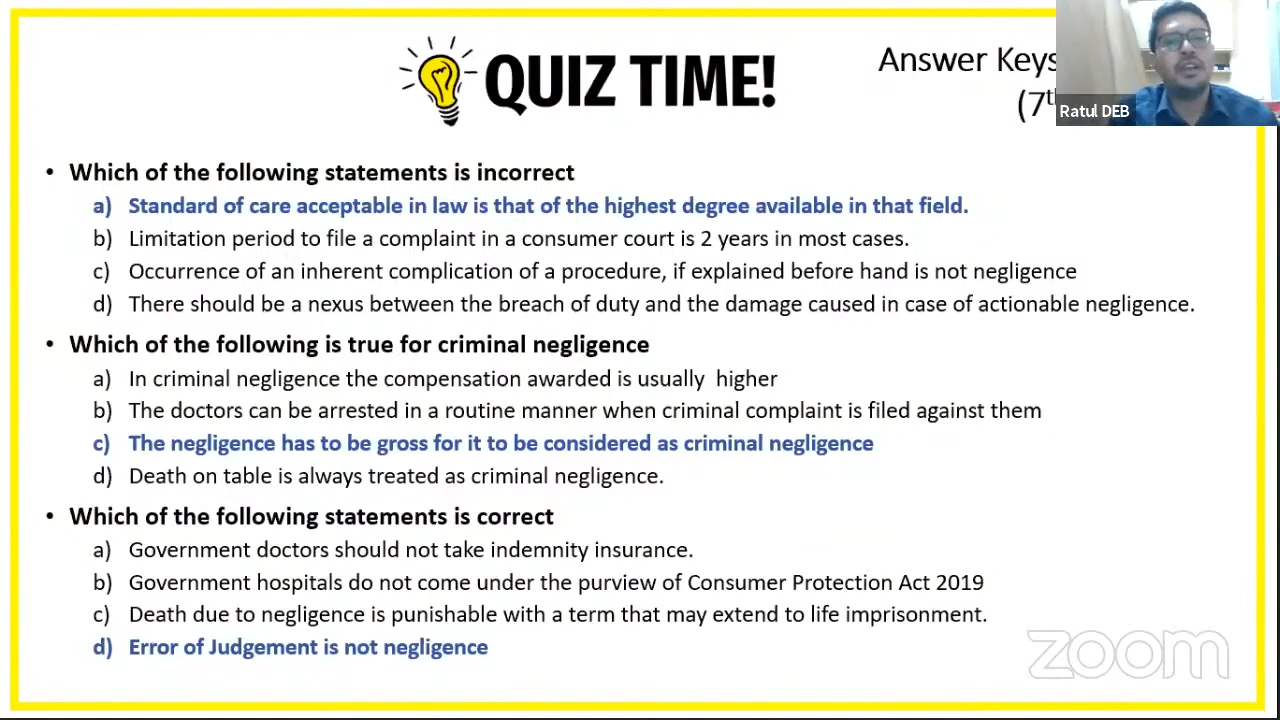 QUIZ TIME!
Answer Keys
(7th
Ratul DEB
• Which of the following statements is incorrect
a) Standard of care acceptable in law is that of the highest degree available in that field.
b) Limitation period to file a complaint in a consumer court is 2 years in most cases.
c) Occurrence of an inherent complication of a procedure, if explained before hand is not negligence
d) There should be a nexus between the breach of duty and the damage caused in case of actionable negligence.
• Which of the following is true for criminal negligence
a) In criminal negligence the compensation awarded is usually  higher
b) The doctors can be arrested in a routine manner when criminal complaint is filed against them
c) The negligence has to be gross for it to be considered as criminal negligence
d) Death on table is always treated as criminal negligence.
• Which of the following statements is correct
a) Government doctors should not take indemnity insurance.
b) Government hospitals do not come under the purview of Consumer Protection Act 2019
c) Death due to negligence is punishable with a term that may extend to life imprisonment.
d) Error of Judgement is not negligence
zoom